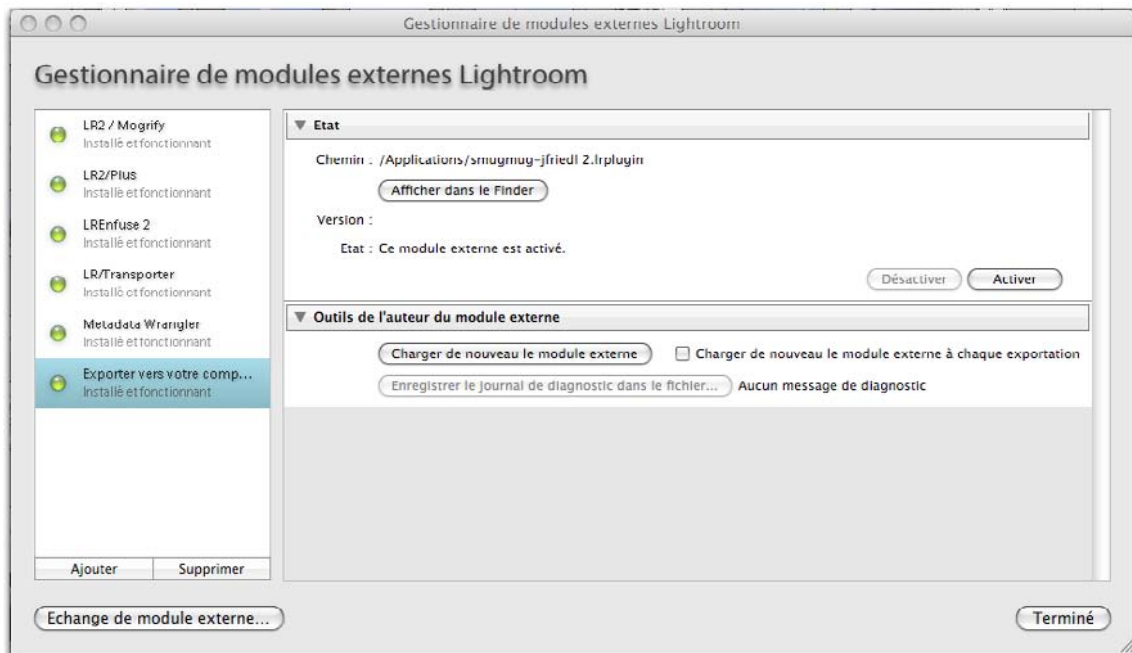 Gestionnaire de modules externes Lightroom
Gestionnaire de modules externes Lightroom
LR2 / Mogrify
Installé et fonctionnant
LR2/Plus
Installé et fonctionnant
LREnfuse 2
Installé et fonctionnant
LR/Transporter
Installé et fonctionnant
Metadata Wrangler
Installé et fonctionnant
Exporter vers votre comp...
Installé et fonctionnant
Ajouter
Supprimer
Etat
Chemin : /Applications/smugmug-jfriedl 2.lrplugin
Afficher dans le Finder
Version :
Etat : Ce module externe est activé.
Désactiver
Activer
Outils de l'auteur du module externe
Charger de nouveau le module externe
Charger de nouveau le module externe à chaque exportation
Enregistrer le journal de diagnostic dans le fichier...
Aucun message de diagnostic
Echange de module externe...
Terminé